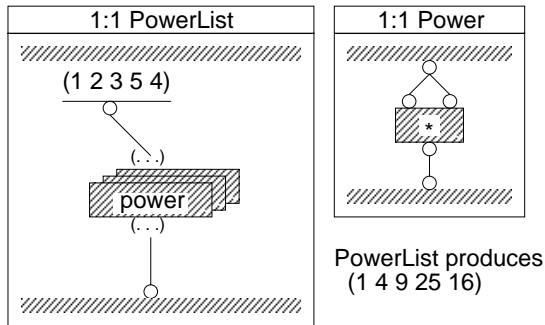 1:1 PowerList
1:1 Power
(1 2 3 5 4)
(. . .)
power
(. . .)
*
PowerList produces
(1 4 9 25 16)